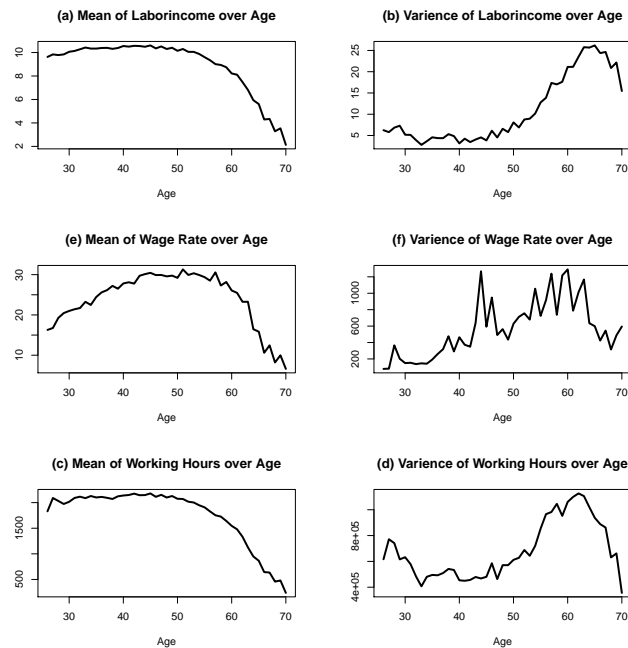 (a) Mean of Laborincome over Age
10
8
6
4
2
30 40 50 60 70
Age
(b) Varience of Laborincome over Age
25
15
5
30 40 50 60 70
Age
(e) Mean of Wage Rate over Age
30
20
10
30 40 50 60 70
Age
(f) Varience of Wage Rate over Age
1000
600
200
30 40 50 60 70
Age
(c) Mean of Working Hours over Age
1500
500
30 40 50 60 70
Age
(d) Varience of Working Hours over Age
8e+05
4e+05
30 40 50 60 70
Age